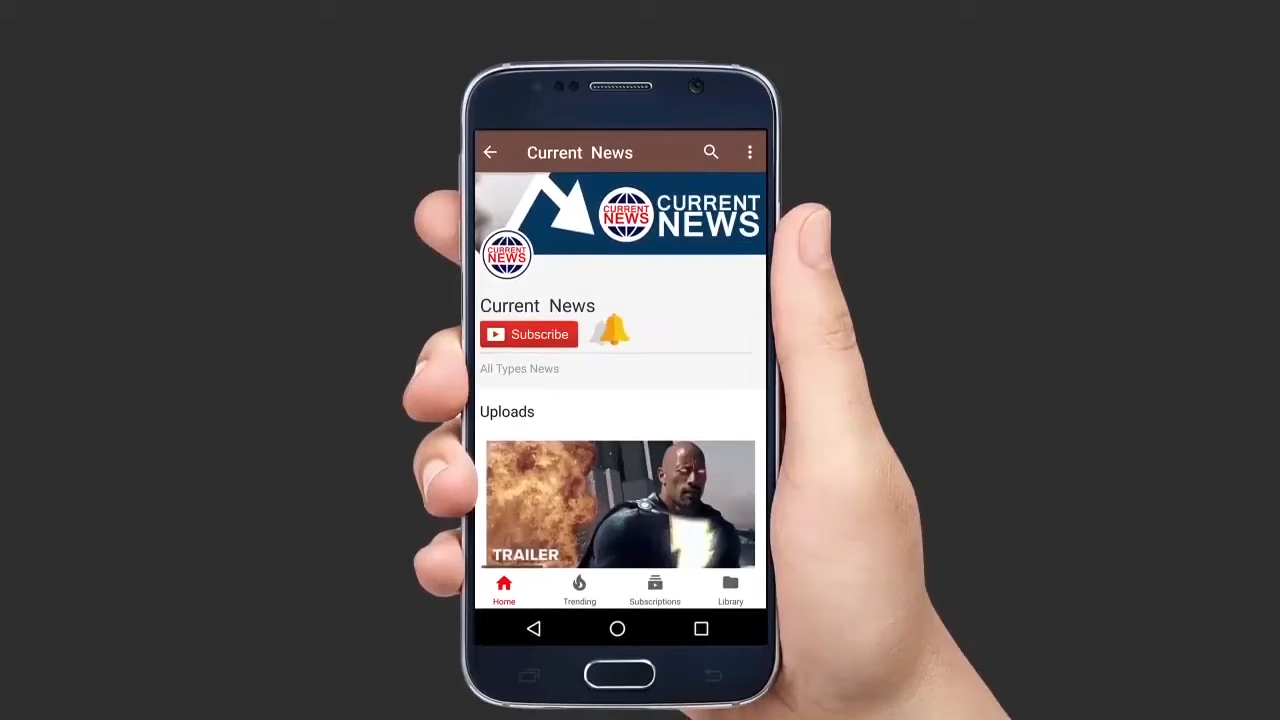 Current News
CURRENT
NEWS
CURRENT
NEWS
CURRENT
NEWS
Current News
Subscribe
All Types News
Uploads
TRAILER
Home
Trending
Subscriptions
Library